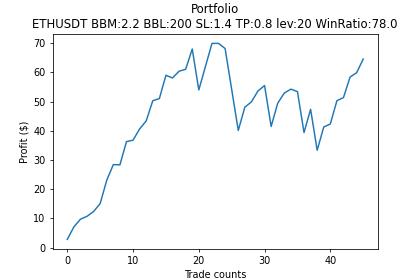 Portfolio
ETHUSDT BBM:2.2 BBL:200 SL:1.4 TP:0.8 lev:20 WinRatio:78.0
70
60
50
40
30
20
10
0
Profit ($)
0 10 20 30 40
Trade counts